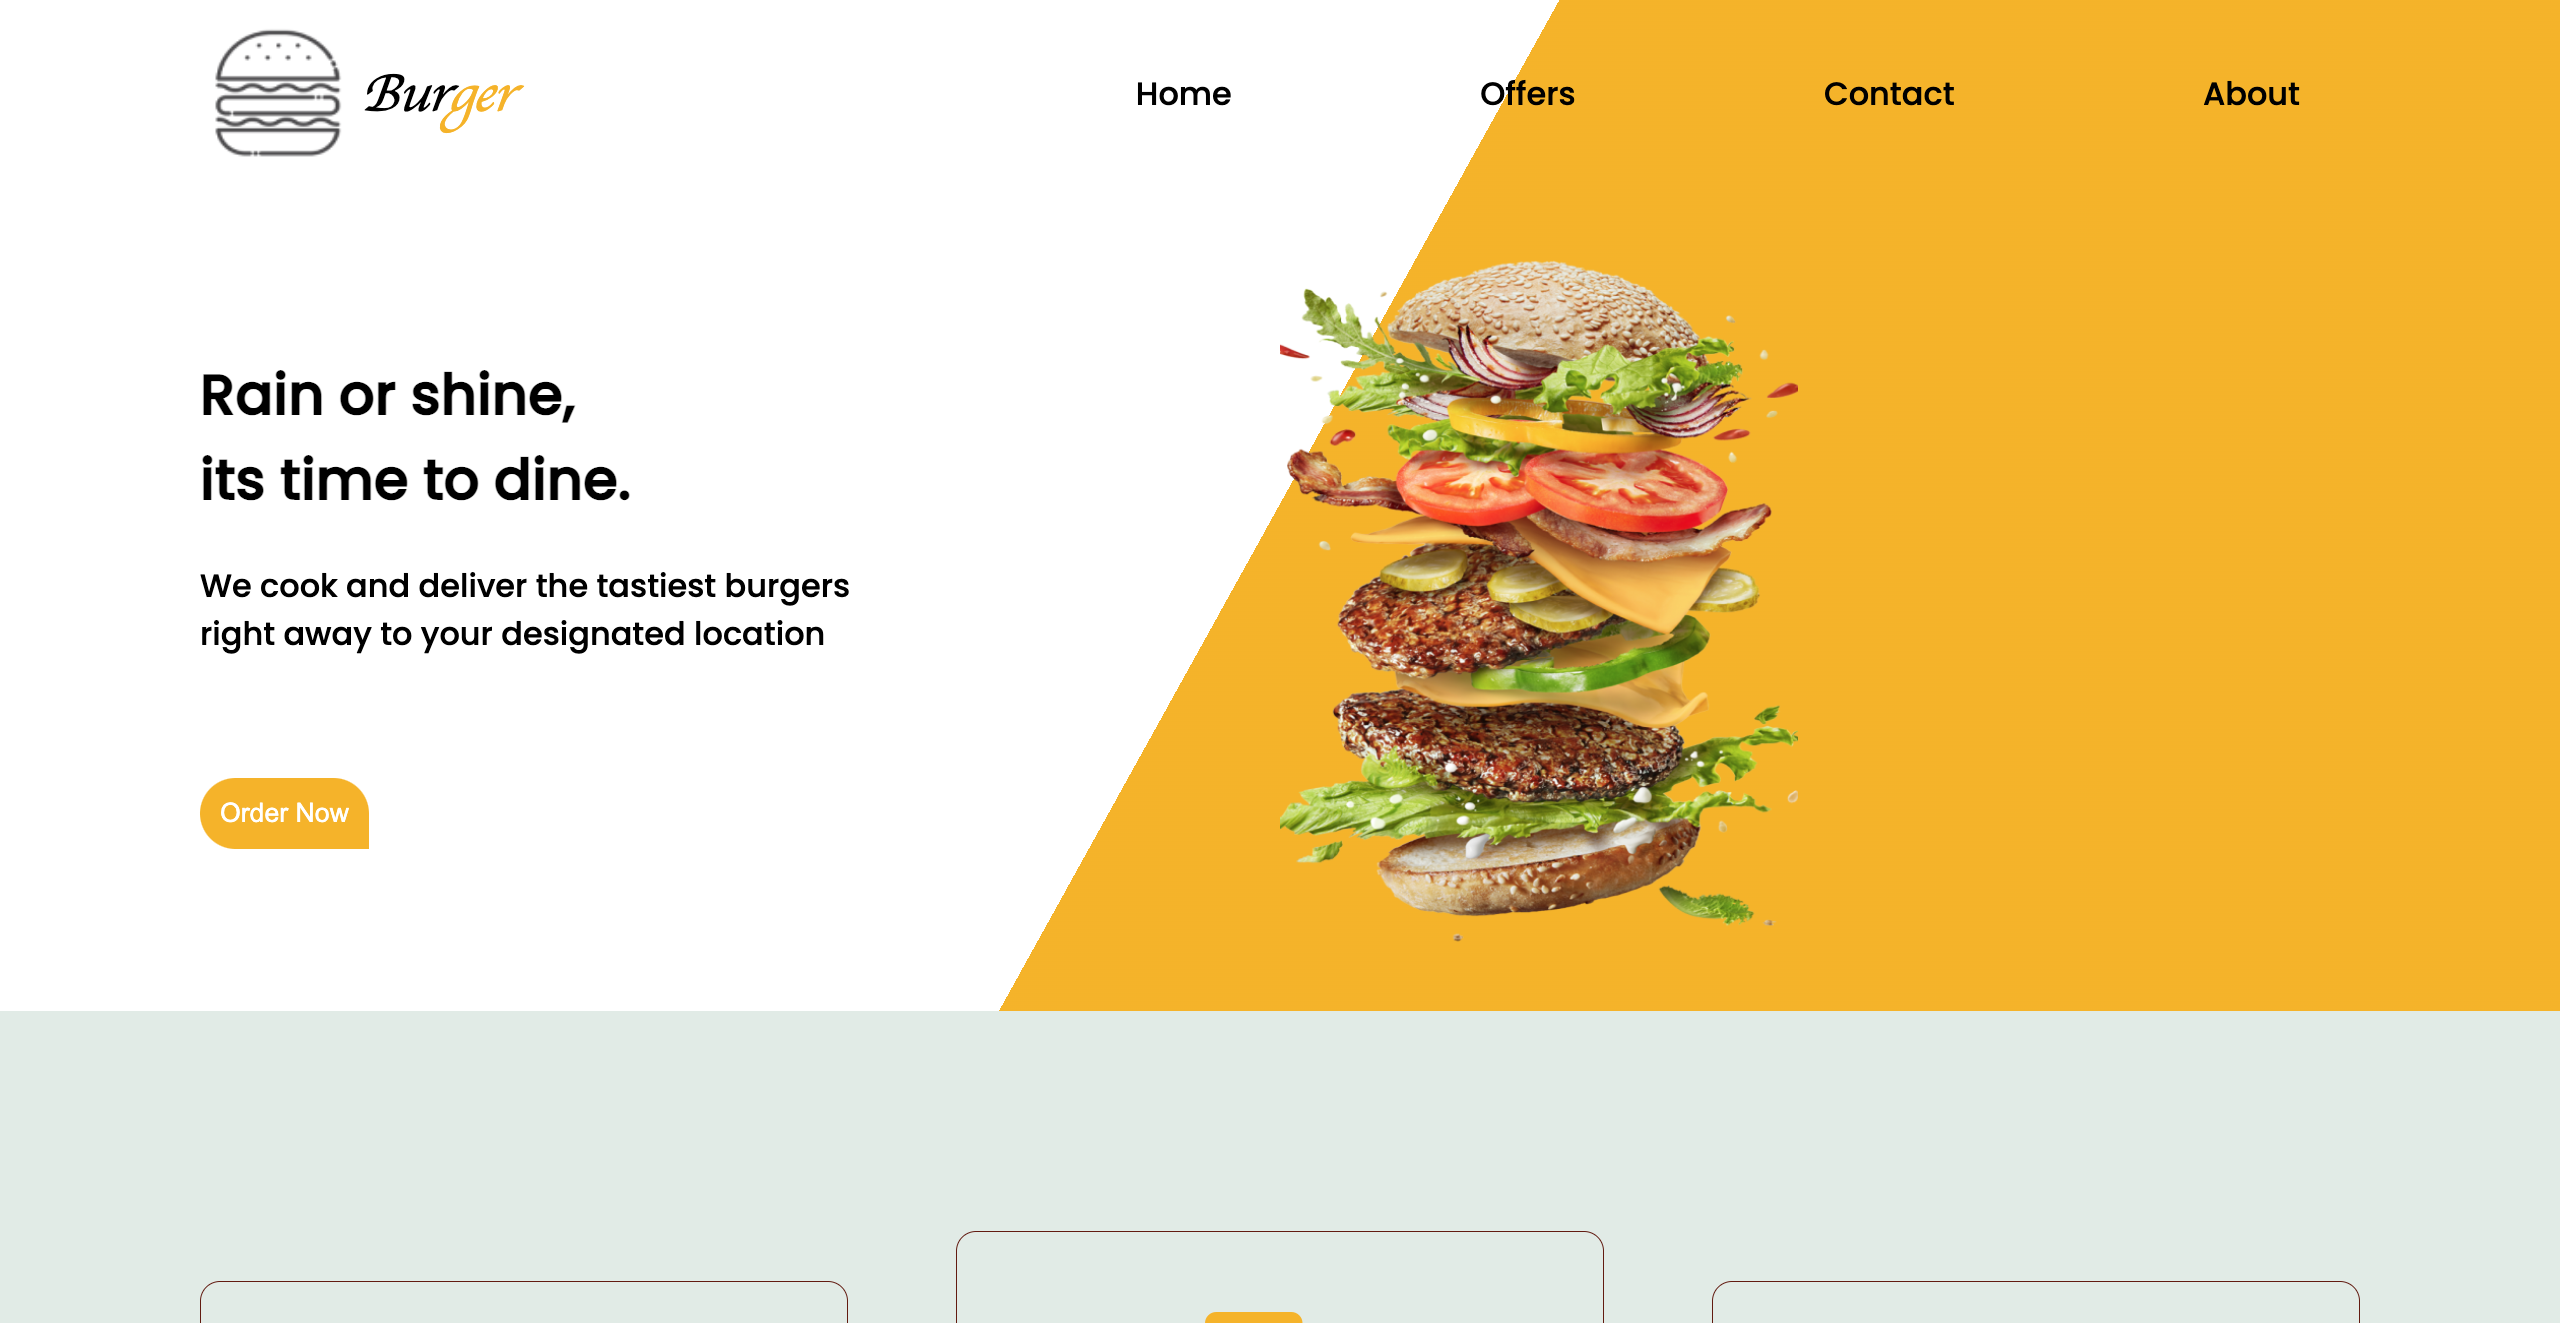 Burger
Home Offers Contact About
Rain or shine,
its time to dine.
We cook and deliver the tastiest burgers
right away to your designated location
Order Now